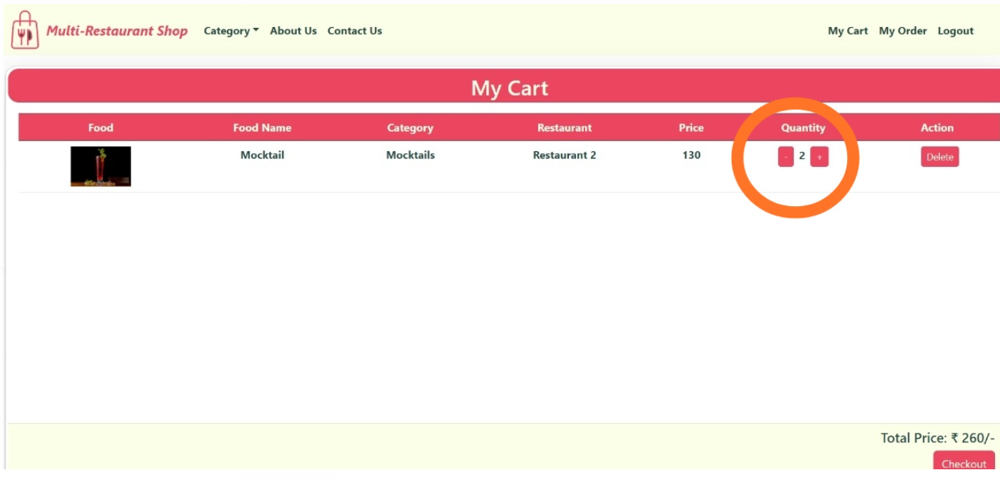 Multi-Restaurant Shop Category About Us Contact Us My Cart My Order Logout
My Cart
Food Food Name Category Restaurant Price Quantity Action
Mocktail Mocktails Restaurant 2 130 - 2 + Delete
Total Price: ₹ 260/-
Checkout